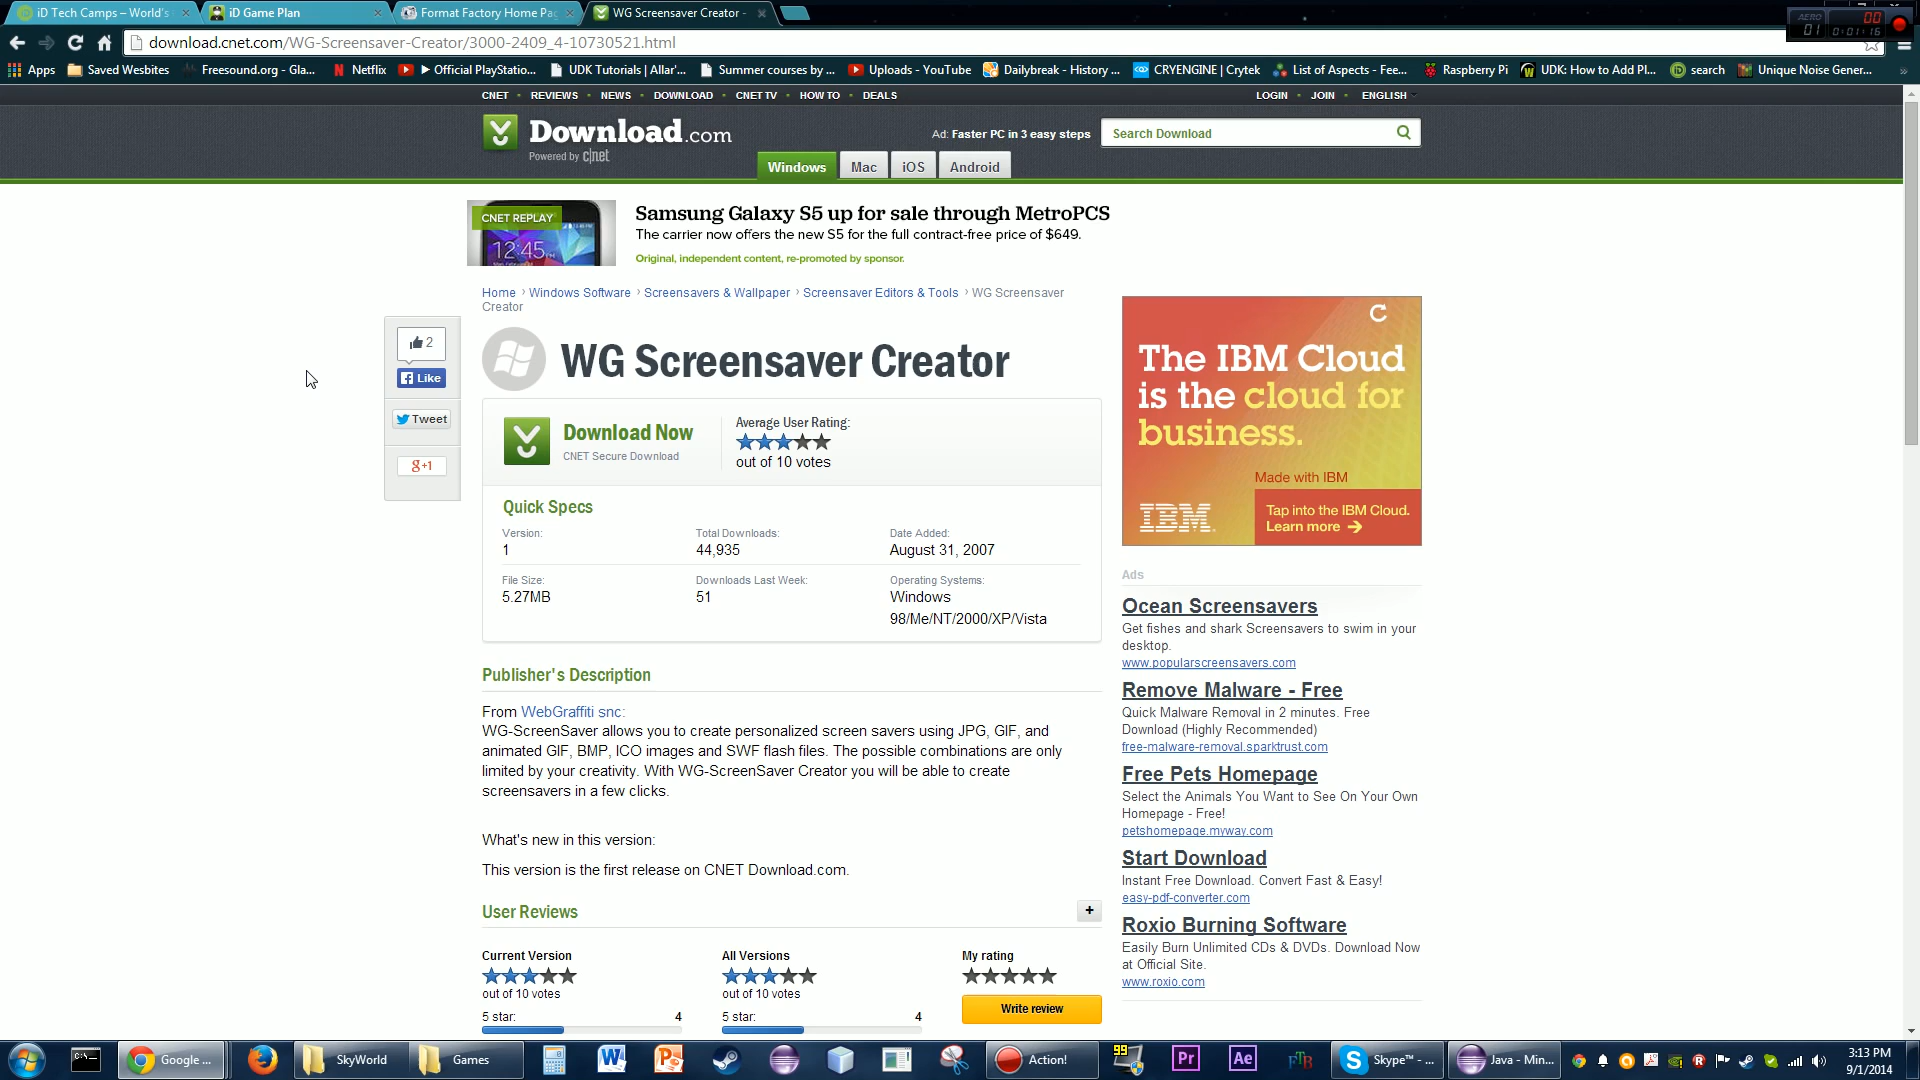 iD Tech Camps – World's
iD Game Plan
Format Factory Home Pag
WG Screensaver Creator -
download.cnet.com/WG-Screensaver-Creator/3000-2409_4-10730521.html
AERO 01 00 0:01:16
Apps Saved Wesbites Freesound.org - Gla... Netflix ► Official PlayStatio... UDK Tutorials | Allar'... Summer courses by ... Uploads - YouTube Dailybreak - History ... CRYENGINE | Crytek List of Aspects - Fee... Raspberry Pi UDK: How to Add Pl... search Unique Noise Gener... »
CNET REVIEWS NEWS DOWNLOAD CNET TV HOW TO DEALS LOGIN JOIN ENGLISH
Download.com
Powered by c|net
Ad: Faster PC in 3 easy steps
Search Download
Windows Mac iOS Android
CNET REPLAY
12:45
Samsung Galaxy S5 up for sale through MetroPCS
The carrier now offers the new S5 for the full contract-free price of $649.
Original, independent content, re-promoted by sponsor.
Home › Windows Software › Screensavers & Wallpaper › Screensaver Editors & Tools › WG Screensaver
Creator
2
Like
Tweet
g+1
WG Screensaver Creator
Download Now
CNET Secure Download
Average User Rating:
out of 10 votes
Quick Specs
Version: Total Downloads: Date Added:
1 44,935 August 31, 2007
File Size: Downloads Last Week: Operating Systems:
5.27MB 51 Windows
98/Me/NT/2000/XP/Vista
Publisher's Description
From WebGraffiti snc:
WG-ScreenSaver allows you to create personalized screen savers using JPG, GIF, and
animated GIF, BMP, ICO images and SWF flash files. The possible combinations are only
limited by your creativity. With WG-ScreenSaver Creator you will be able to create
screensavers in a few clicks.
What's new in this version:
This version is the first release on CNET Download.com.
User Reviews
+
Current Version All Versions My rating
out of 10 votes out of 10 votes
Write review
5 star: 4 5 star: 4
The IBM Cloud
is the cloud for
business.
Made with IBM
IBM.
Tap into the IBM Cloud.
Learn more →
Ads
Ocean Screensavers
Get fishes and shark Screensavers to swim in your
desktop.
www.popularscreensavers.com
Remove Malware - Free
Quick Malware Removal in 2 minutes. Free
Download (Highly Recommended)
free-malware-removal.sparktrust.com
Free Pets Homepage
Select the Animals You Want to See On Your Own
Homepage - Free!
petshomepage.myway.com
Start Download
Instant Free Download. Convert Fast & Easy!
easy-pdf-converter.com
Roxio Burning Software
Easily Burn Unlimited CDs & DVDs. Download Now
at Official Site.
www.roxio.com
C:\. Google ... SkyWorld Games Action! 99 Pr Ae FTB Skype™ - ... Java - Min...
3:13 PM
9/1/2014